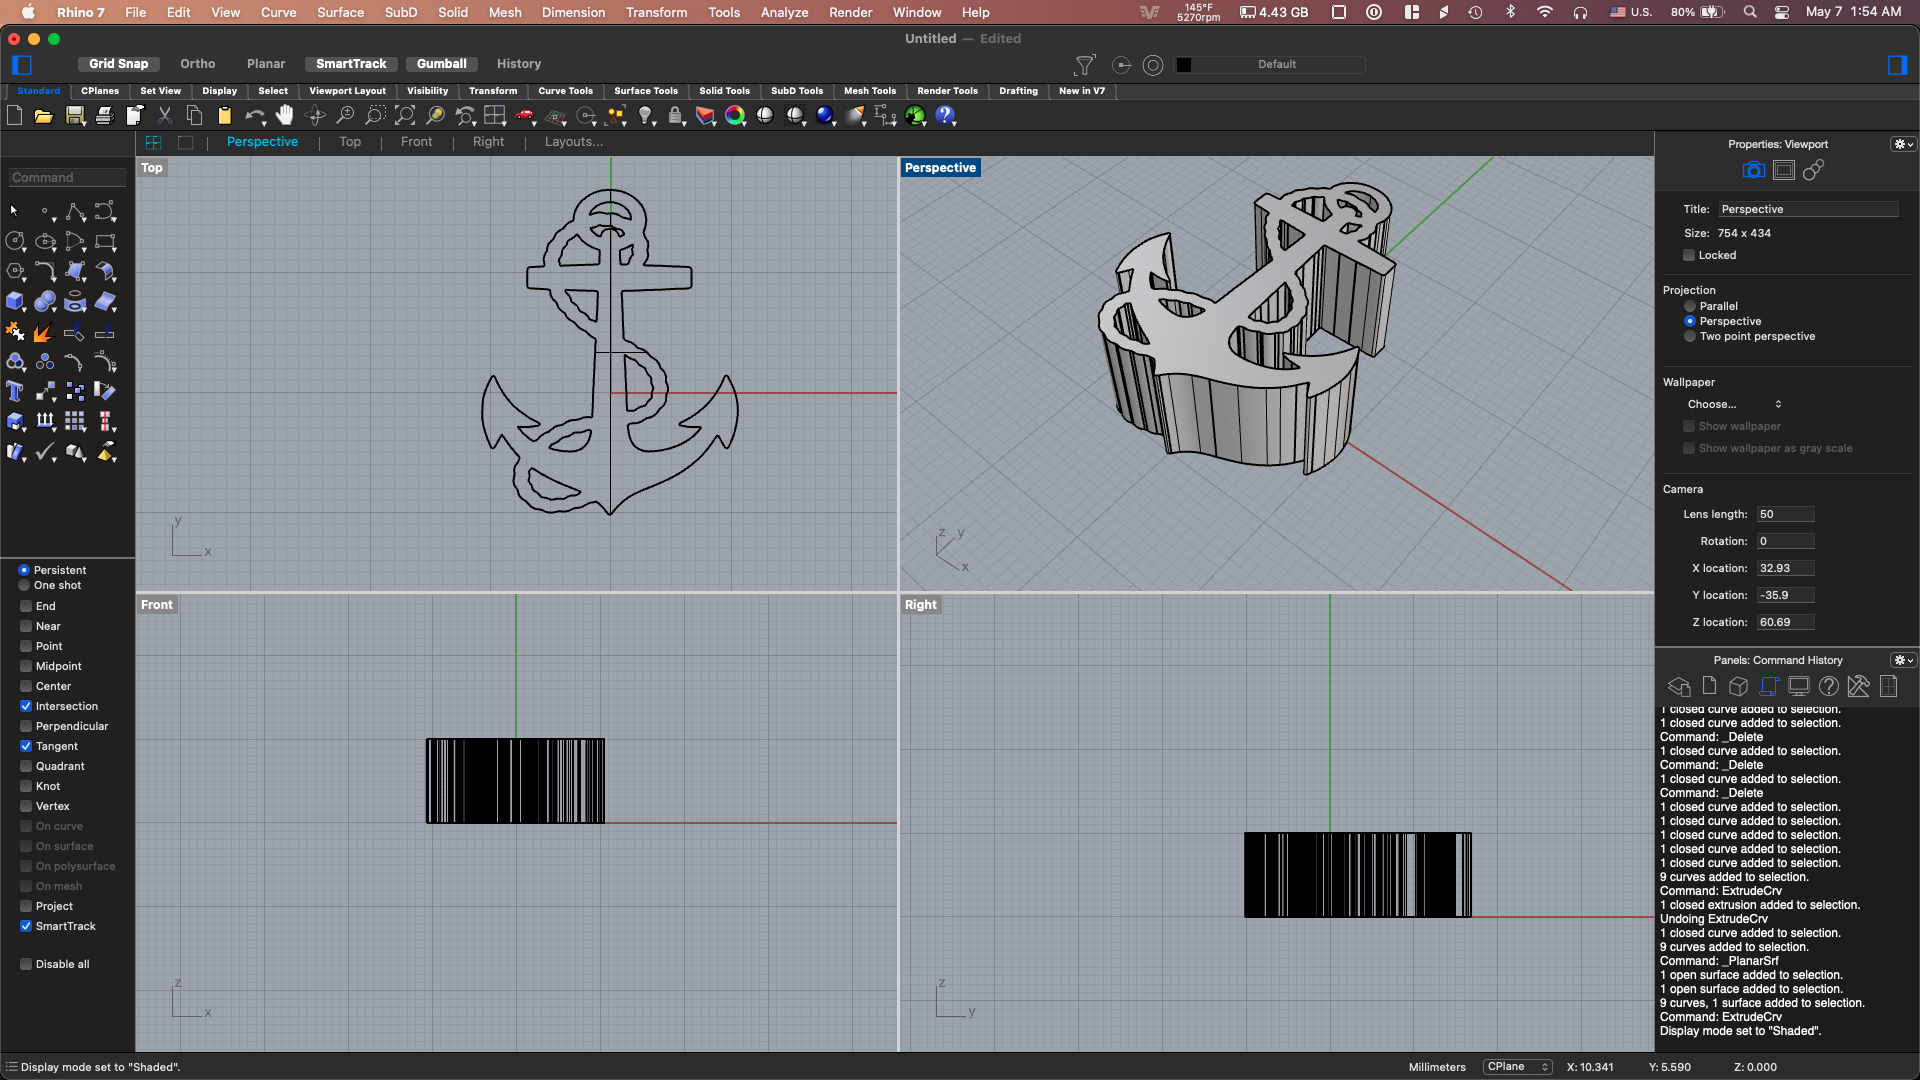 Rhino 7 File Edit View Curve Surface SubD Solid Mesh Dimension Transform Tools Analyze Render Window Help 145°F 5270rpm 4.43 GB U.S. 80% May 7 1:54 AM
Untitled — Edited
Grid Snap Ortho Planar SmartTrack Gumball History Default
Standard CPlanes Set View Display Select Viewport Layout Visibility Transform Curve Tools Surface Tools Solid Tools SubD Tools Mesh Tools Render Tools Drafting New in V7
Perspective Top Front Right Layouts...
Command
Persistent
One shot
End
Near
Point
Midpoint
Center
Intersection
Perpendicular
Tangent
Quadrant
Knot
Vertex
On curve
On surface
On polysurface
On mesh
Project
SmartTrack
Disable all
Top
y
x
Perspective
z y
x
Front
z
x
Right
z
y
Properties: Viewport
Title: Perspective
Size: 754 x 434
Locked
Projection
Parallel
Perspective
Two point perspective
Wallpaper
Choose...
Show wallpaper
Show wallpaper as gray scale
Camera
Lens length: 50
Rotation: 0
X location: 32.93
Y location: -35.9
Z location: 60.69
Panels: Command History
1 closed curve added to selection.
1 closed curve added to selection.
Command: _Delete
1 closed curve added to selection.
Command: _Delete
1 closed curve added to selection.
Command: _Delete
1 closed curve added to selection.
1 closed curve added to selection.
1 closed curve added to selection.
1 closed curve added to selection.
1 closed curve added to selection.
9 curves added to selection.
Command: ExtrudeCrv
1 closed extrusion added to selection.
Undoing ExtrudeCrv
1 closed curve added to selection.
9 curves added to selection.
Command: _PlanarSrf
1 open surface added to selection.
1 open surface added to selection.
9 curves, 1 surface added to selection.
Command: ExtrudeCrv
Display mode set to "Shaded".
Display mode set to "Shaded". Millimeters CPlane X: 10.341 Y: 5.590 Z: 0.000